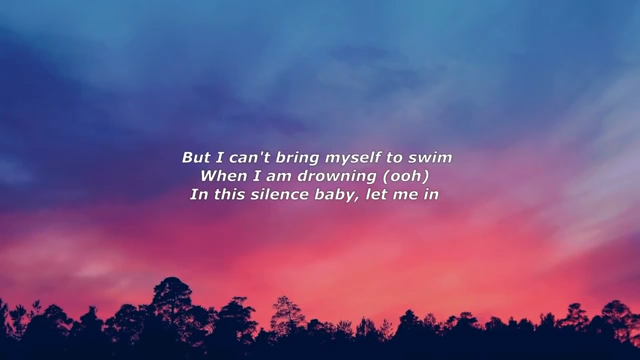 But I can't bring myself to swim
When I am drowning (ooh)
In this silence baby, let me in